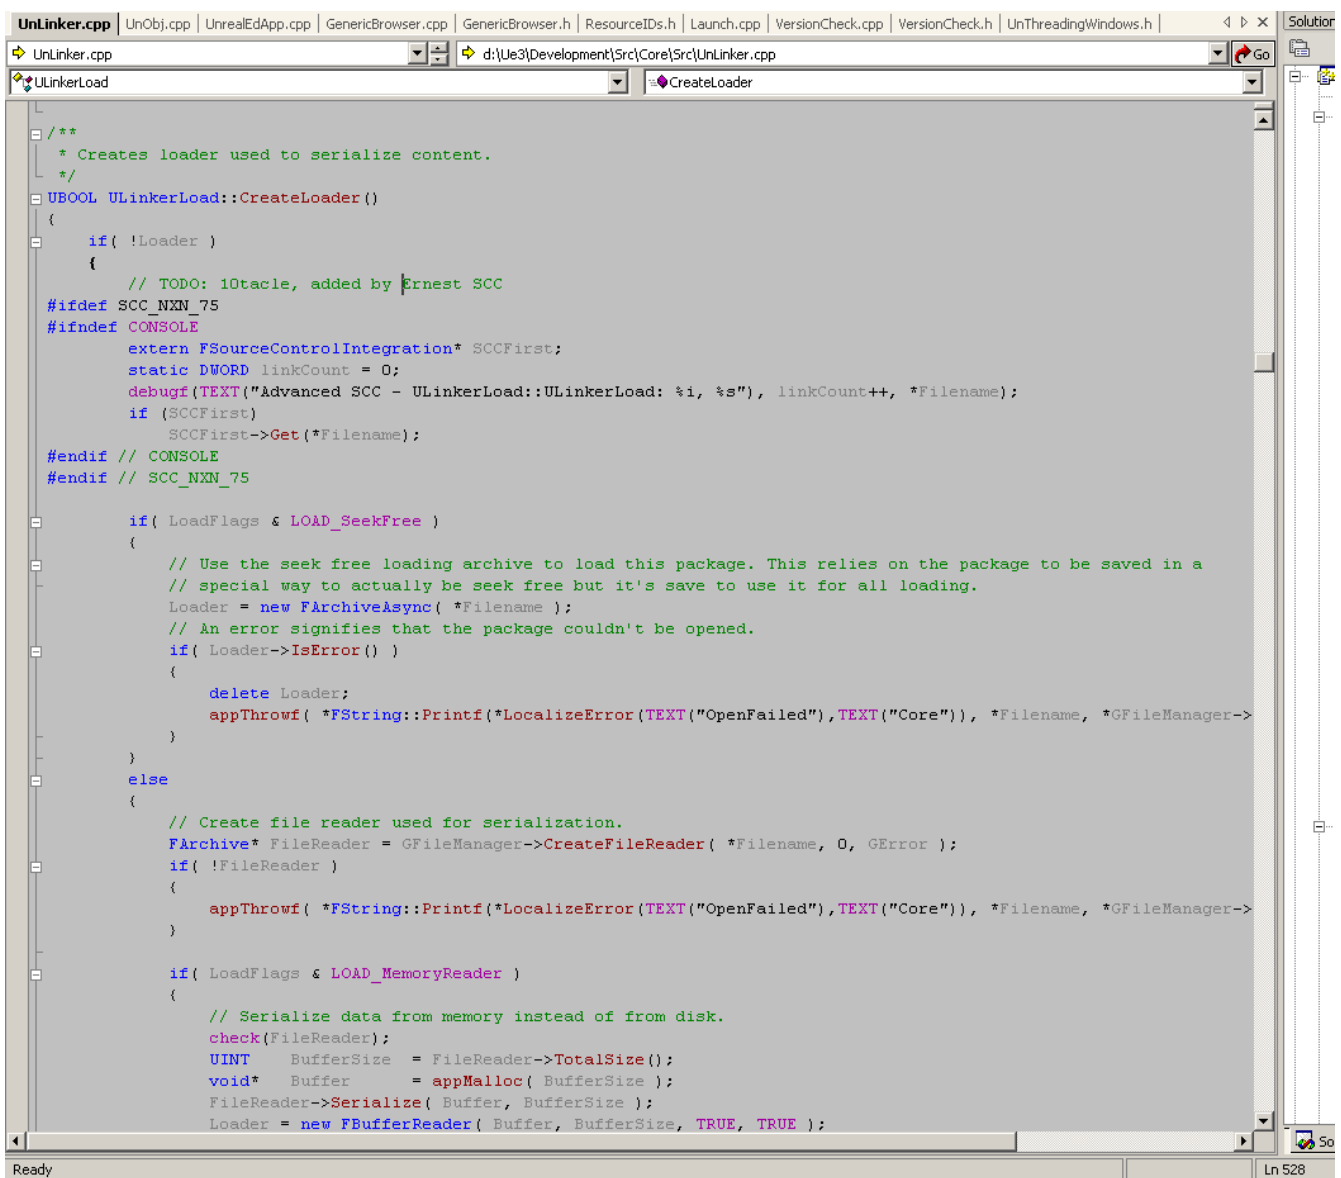 UnLinker.cpp | UnObj.cpp | UnrealEdApp.cpp | GenericBrowser.cpp | GenericBrowser.h | ResourceIDs.h | Launch.cpp | VersionCheck.cpp | VersionCheck.h | UnThreadingWindows.h | Solution
UnLinker.cpp d:\Ue3\Development\Src\Core\Src\UnLinker.cpp Go
ULinkerLoad CreateLoader
/**
 * Creates loader used to serialize content.
 */
UBOOL ULinkerLoad::CreateLoader()
{
    if( !Loader )
    {
        // TODO: 10tacle, added by Ernest SCC
#ifdef SCC_NXN_75
#ifndef CONSOLE
        extern FSourceControlIntegration* SCCFirst;
        static DWORD linkCount = 0;
        debugf(TEXT("Advanced SCC - ULinkerLoad::ULinkerLoad: %i, %s"), linkCount++, *Filename);
        if (SCCFirst)
            SCCFirst->Get(*Filename);
#endif // CONSOLE
#endif // SCC_NXN_75
        if( LoadFlags & LOAD_SeekFree )
        {
            // Use the seek free loading archive to load this package. This relies on the package to be saved in a
            // special way to actually be seek free but it's save to use it for all loading.
            Loader = new FArchiveAsync( *Filename );
            // An error signifies that the package couldn't be opened.
            if( Loader->IsError() )
            {
                delete Loader;
                appThrowf( *FString::Printf(*LocalizeError(TEXT("OpenFailed"),TEXT("Core")), *Filename, *GFileManager->
            }
        }
        else
        {
            // Create file reader used for serialization.
            FArchive* FileReader = GFileManager->CreateFileReader( *Filename, 0, GError );
            if( !FileReader )
            {
                appThrowf( *FString::Printf(*LocalizeError(TEXT("OpenFailed"),TEXT("Core")), *Filename, *GFileManager->
            }
            if( LoadFlags & LOAD_MemoryReader )
            {
                // Serialize data from memory instead of from disk.
                check(FileReader);
                UINT    BufferSize  = FileReader->TotalSize();
                void*   Buffer      = appMalloc( BufferSize );
                FileReader->Serialize( Buffer, BufferSize );
                Loader = new FBufferReader( Buffer, BufferSize, TRUE, TRUE );
So
Ready Ln 528